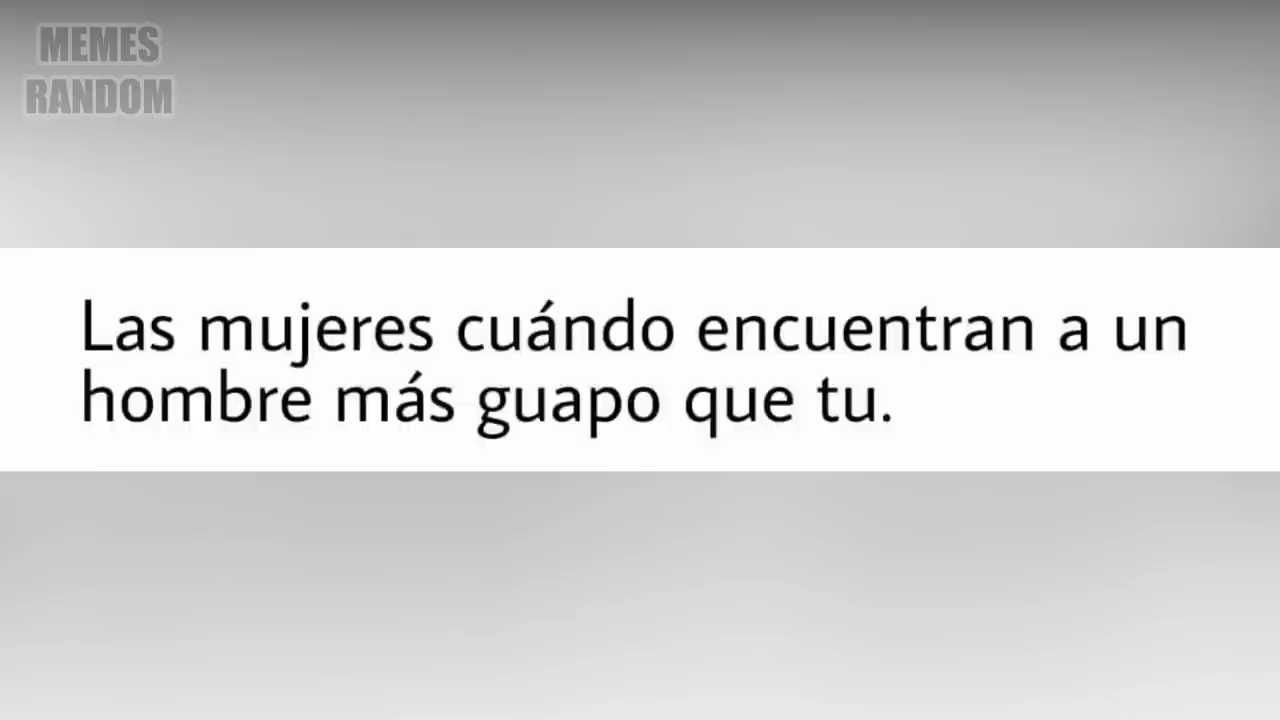 MEMES
RANDOM
Las mujeres cuándo encuentran a un
hombre más guapo que tu.